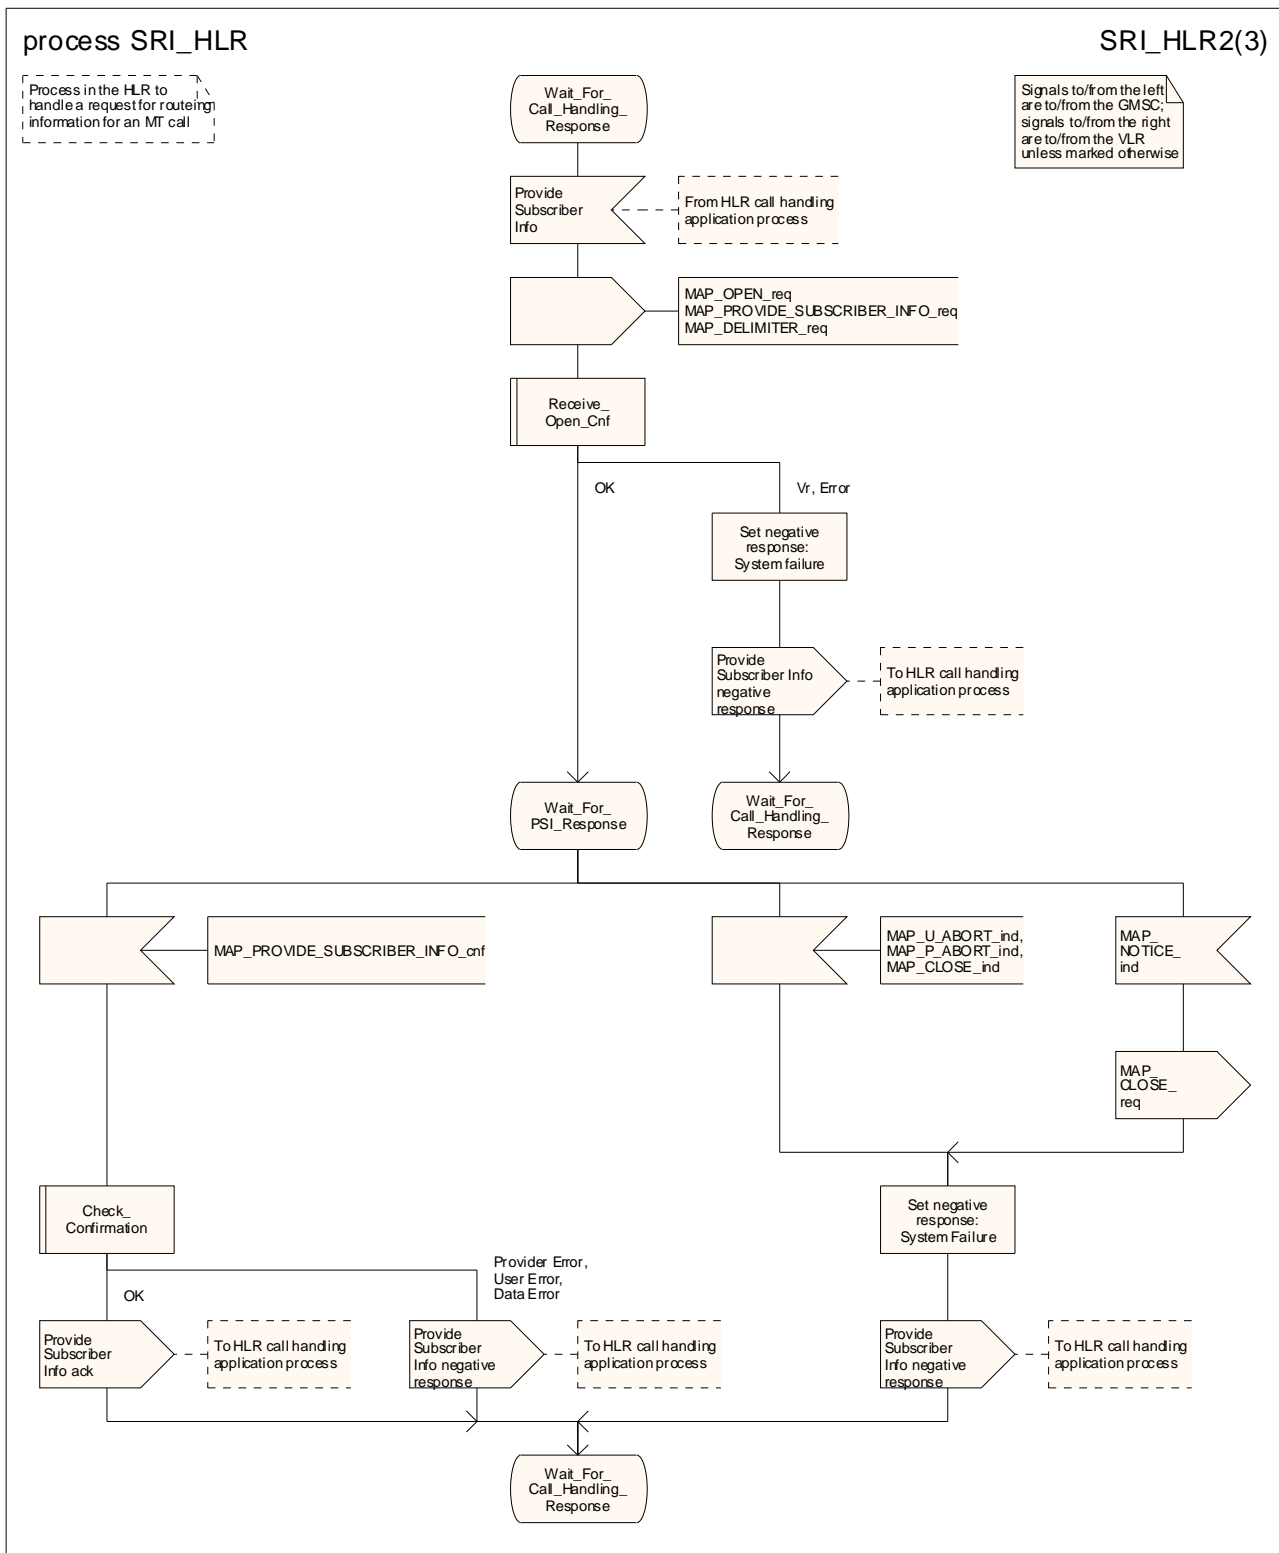 process SRI_HLR
SRI_HLR2(3)
Process in the HLR to
handle a request for routeing
information for an MT call
Wait_For_
Call_Handling_
Response
Signals to/from the left
are to/from the GMSC;
signals to/from the right
are to/from the VLR
unless marked otherwise
Provide
Subscriber
Info
From HLR call handling
application process
MAP_OPEN_req
MAP_PROVIDE_SUBSCRIBER_INFO_req
MAP_DELIMITER_req
Receive_
Open_Cnf
OK
Vr, Error
Set negative
response:
System failure
Provide
Subscriber Info
negative
response
To HLR call handling
application process
Wait_For_
PSI_Response
Wait_For_
Call_Handling_
Response
MAP_PROVIDE_SUBSCRIBER_INFO_cnf
MAP_U_ABORT_ind,
MAP_P_ABORT_ind,
MAP_CLOSE_ind
MAP_
NOTICE_
ind
MAP_
CLOSE_
req
Check_
Confirmation
Set negative
response:
System Failure
OK
Provider Error,
User Error,
Data Error
Provide
Subscriber
Info ack
To HLR call handling
application process
Provide
Subscriber
Info negative
response
To HLR call handling
application process
Provide
Subscriber
Info negative
response
To HLR call handling
application process
Wait_For_
Call_Handling_
Response